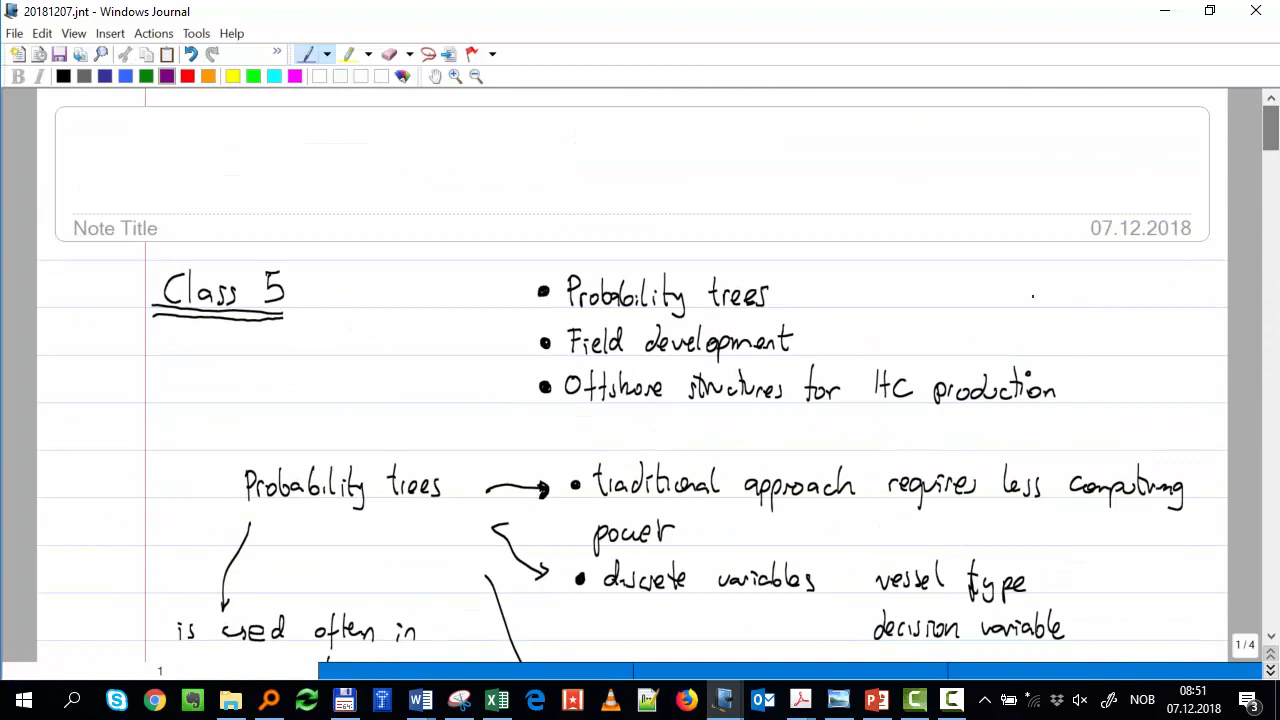 20181207.jnt - Windows Journal
File Edit View Insert Actions Tools Help
B I
Note Title
07.12.2018
Class 5
• Probability trees
• Field development
• Offshore structures for HC production
Probability trees
• traditional approach requires less computing
power
• discrete variables vessel type
decision variable
is used often in
1 / 4
1
NOB
08:51
07.12.2018
3